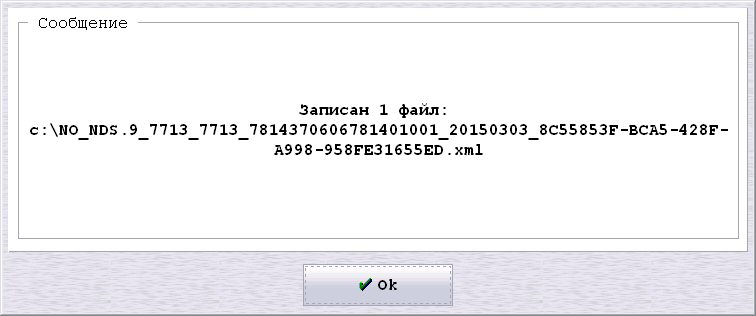 Сообщение
Записан 1 файл:
c:\NO_NDS.9_7713_7713_7814370606781401001_20150303_8C55853F-BCA5-428F-
A998-958FE31655ED.xml
Ok